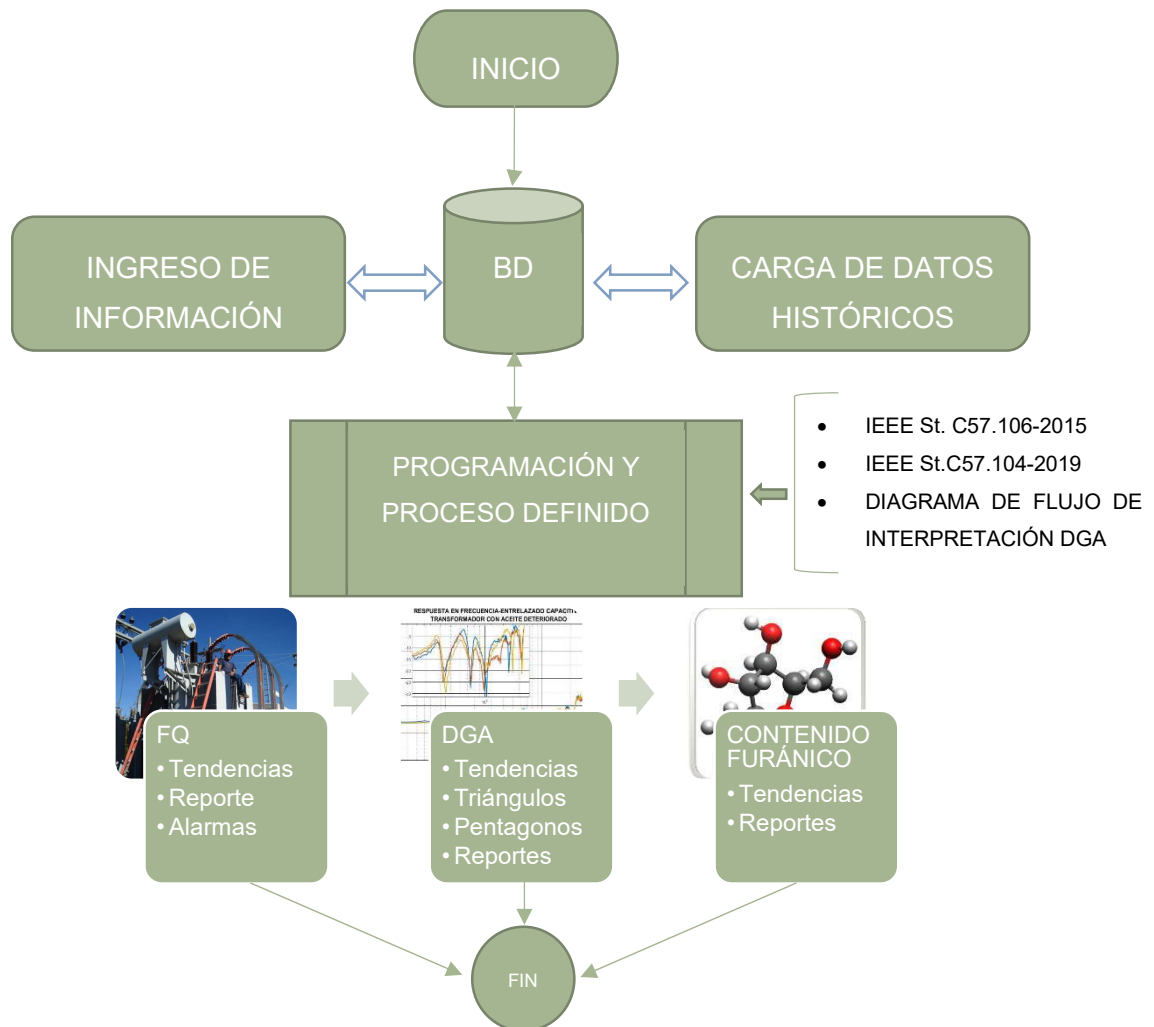 INICIO
INGRESO DE
INFORMACIÓN
BD
CARGA DE DATOS
HISTÓRICOS
PROGRAMACIÓN Y
PROCESO DEFINIDO
• IEEE St. C57.106-2015
• IEEE St.C57.104-2019
• DIAGRAMA DE FLUJO DE
INTERPRETACIÓN DGA
RESPUESTA EN FRECUENCIA-ENTRELAZADO
TRANSFORMADOR CON ACEITE DETERIORADO
FQ
• Tendencias
• Reporte
• Alarmas
DGA
• Tendencias
• Triángulos
• Pentagonos
• Reportes
CONTENIDO
FURÁNICO
• Tendencias
• Reportes
FIN